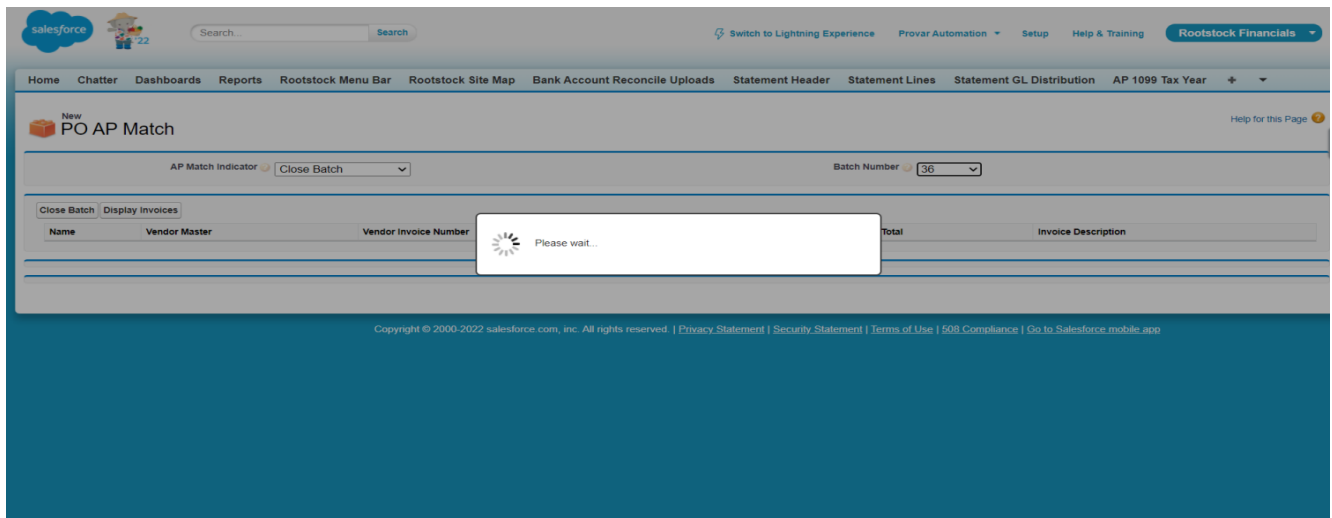 salesforce '22 Search... Search Switch to Lightning Experience Provar Automation Setup Help & Training Rootstock Financials
Home Chatter Dashboards Reports Rootstock Menu Bar Rootstock Site Map Bank Account Reconcile Uploads Statement Header Statement Lines Statement GL Distribution AP 1099 Tax Year +
New
PO AP Match
Help for this Page
AP Match Indicator Close Batch Batch Number 36
Close Batch Display Invoices
Name Vendor Master Vendor Invoice Number Total Invoice Description
Please wait...
Copyright © 2000-2022 salesforce.com, inc. All rights reserved. | Privacy Statement | Security Statement | Terms of Use | 508 Compliance | Go to Salesforce mobile app